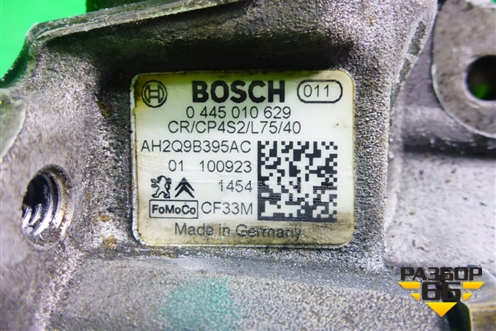 BOSCH 011
0 445 010 629
CR/CP4S2/L75/40
AH2Q9B395AC
01 100923
1454
FoMoCo CF33M
Made in Germany
РАЗБОР
66